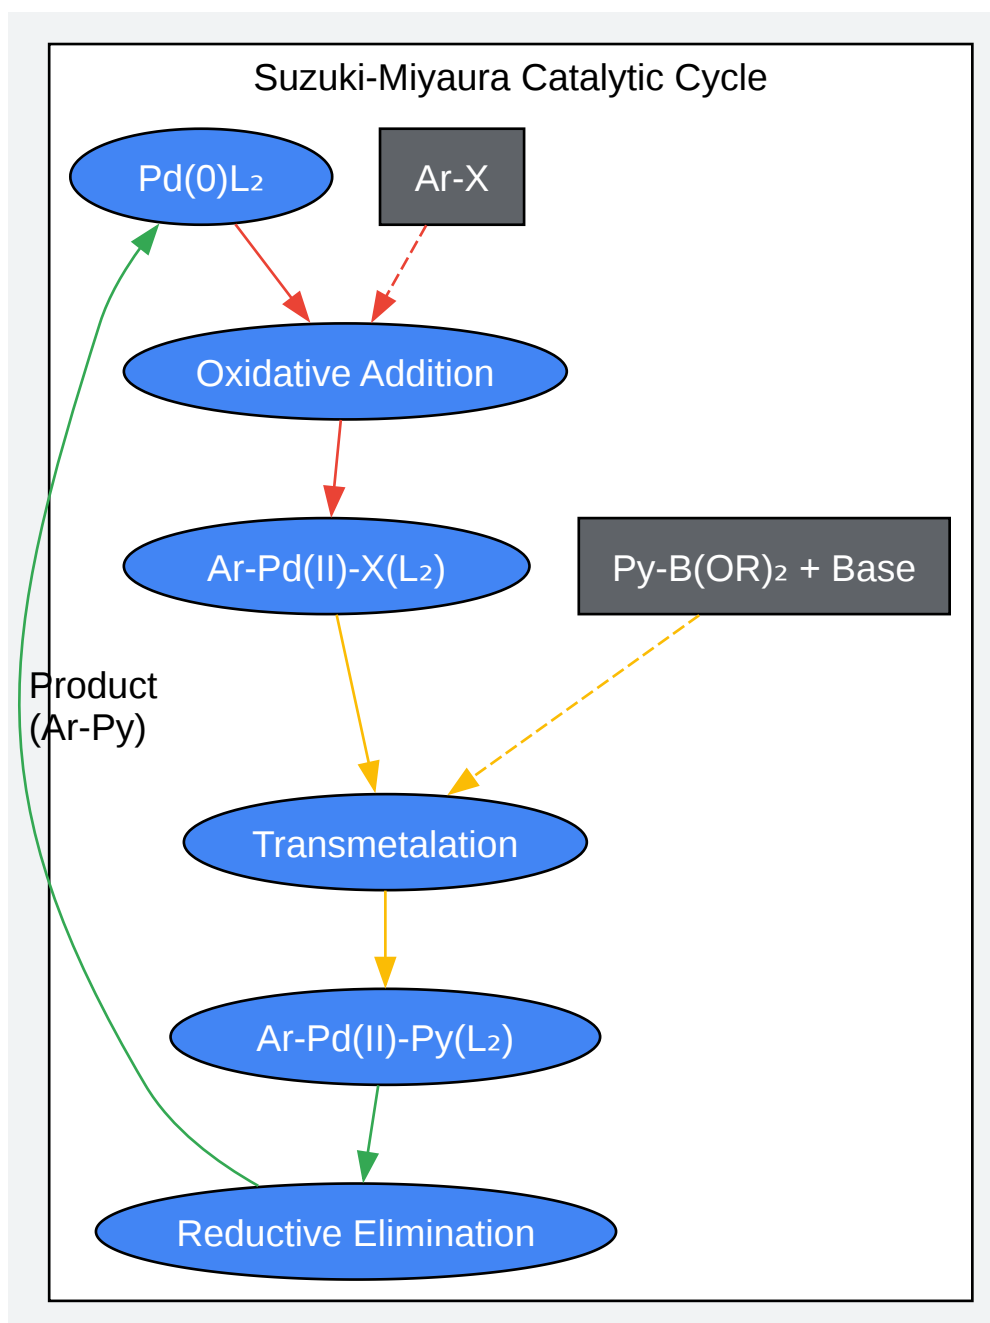 Suzuki-Miyaura Catalytic Cycle
Pd(0)L₂
Ar-X
Oxidative Addition
Ar-Pd(II)-X(L₂)
Py-B(OR)₂ + Base
Product
(Ar-Py)
Transmetalation
Ar-Pd(II)-Py(L₂)
Reductive Elimination